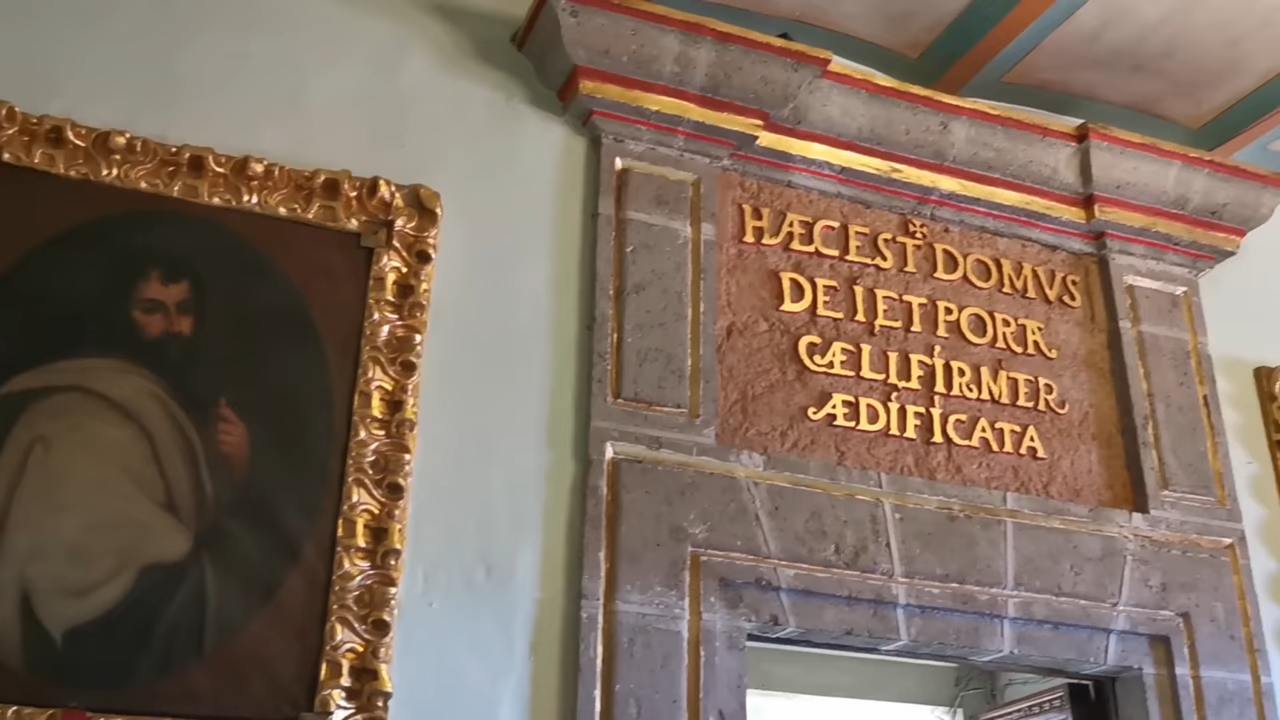 HÆC EST DOMVS
DEI ET PORTA
CÆLI FIRMITER
ÆDIFICATA